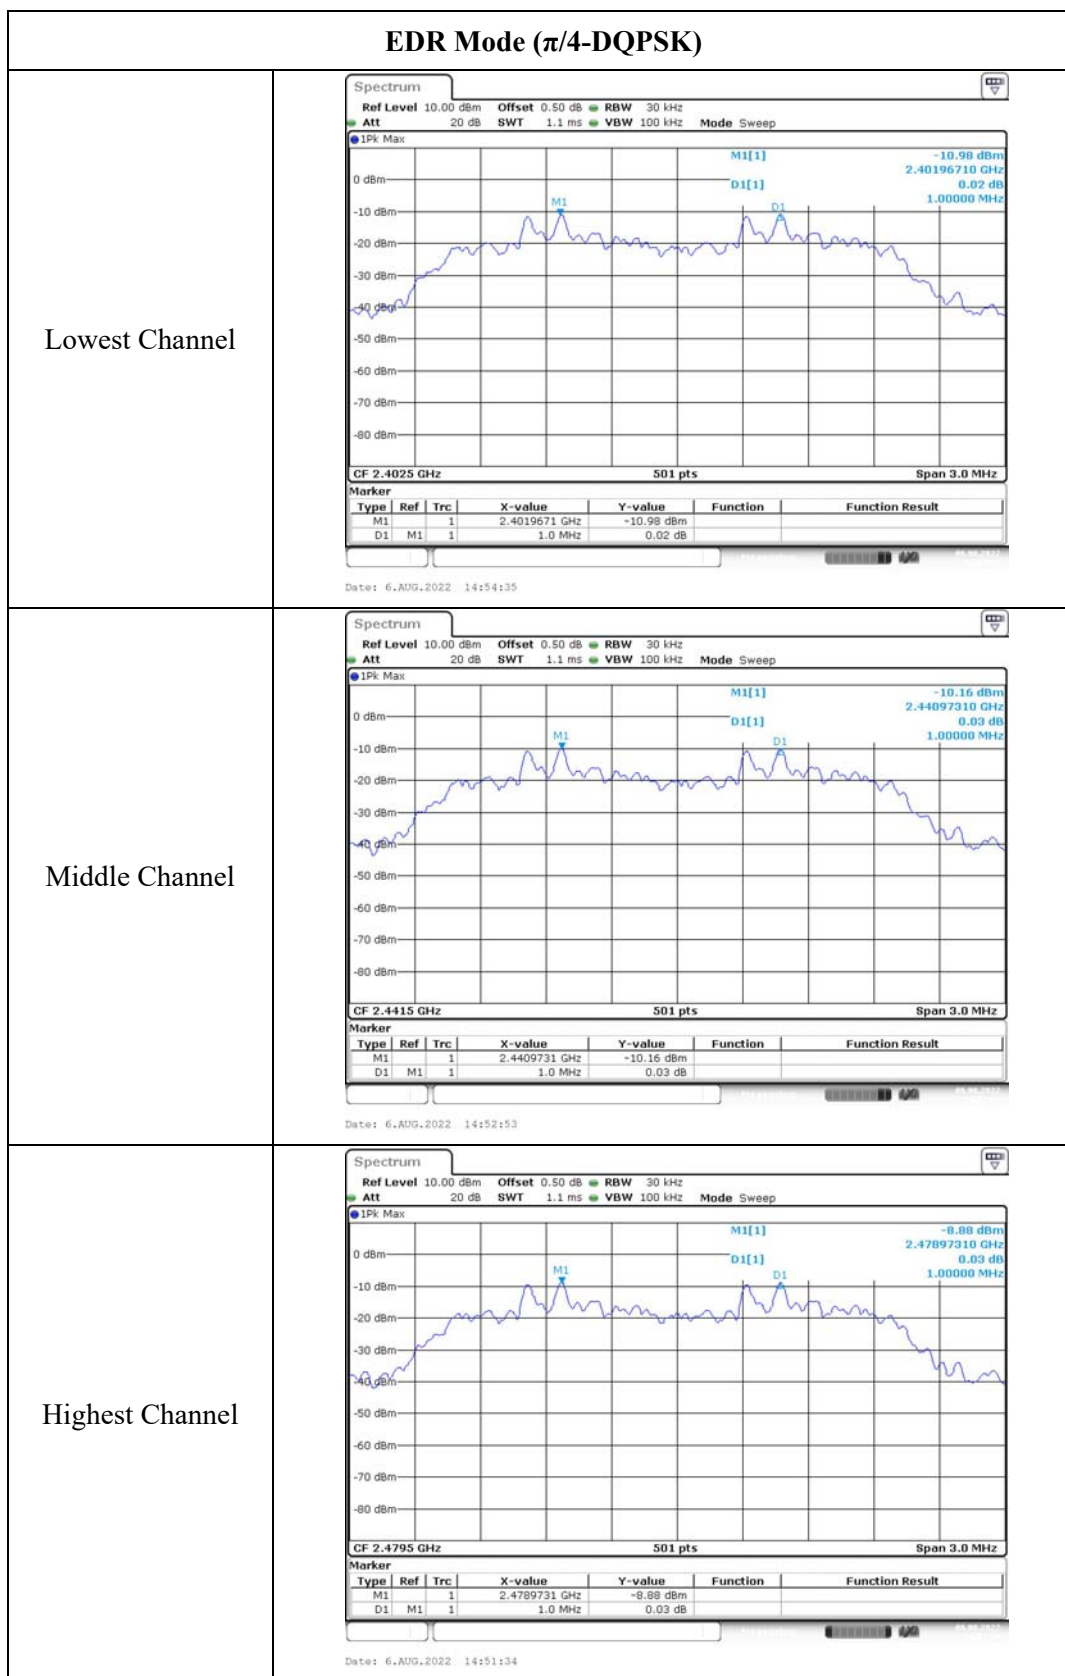 EDR Mode (π/4-DQPSK)
Lowest Channel
Spectrum
Ref Level 10.00 dBm Offset 0.50 dB RBW 30 kHz
Att 20 dB SWT 1.1 ms VBW 100 kHz Mode Sweep
1Pk Max
M1[1] -10.98 dBm
2.40196710 GHz
D1[1] 0.02 dB
1.00000 MHz
M1
D1
0 dBm
-10 dBm
-20 dBm
-30 dBm
-40 dBm
-50 dBm
-60 dBm
-70 dBm
-80 dBm
CF 2.4025 GHz 501 pts Span 3.0 MHz
Marker
Type Ref Trc X-value Y-value Function Function Result
M1 1 2.4019671 GHz -10.98 dBm
D1 M1 1 1.0 MHz 0.02 dB
Date: 6.AUG.2022 14:54:35
Middle Channel
Spectrum
Ref Level 10.00 dBm Offset 0.50 dB RBW 30 kHz
Att 20 dB SWT 1.1 ms VBW 100 kHz Mode Sweep
1Pk Max
M1[1] -10.16 dBm
2.44097310 GHz
D1[1] 0.03 dB
1.00000 MHz
M1
D1
0 dBm
-10 dBm
-20 dBm
-30 dBm
-40 dBm
-50 dBm
-60 dBm
-70 dBm
-80 dBm
CF 2.4415 GHz 501 pts Span 3.0 MHz
Marker
Type Ref Trc X-value Y-value Function Function Result
M1 1 2.4409731 GHz -10.16 dBm
D1 M1 1 1.0 MHz 0.03 dB
Date: 6.AUG.2022 14:52:53
Highest Channel
Spectrum
Ref Level 10.00 dBm Offset 0.50 dB RBW 30 kHz
Att 20 dB SWT 1.1 ms VBW 100 kHz Mode Sweep
1Pk Max
M1[1] -8.88 dBm
2.47897310 GHz
D1[1] 0.03 dB
1.00000 MHz
M1
D1
0 dBm
-10 dBm
-20 dBm
-30 dBm
-40 dBm
-50 dBm
-60 dBm
-70 dBm
-80 dBm
CF 2.4795 GHz 501 pts Span 3.0 MHz
Marker
Type Ref Trc X-value Y-value Function Function Result
M1 1 2.4789731 GHz -8.88 dBm
D1 M1 1 1.0 MHz 0.03 dB
Date: 6.AUG.2022 14:51:34